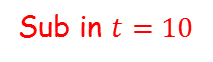 Sub in t = 10